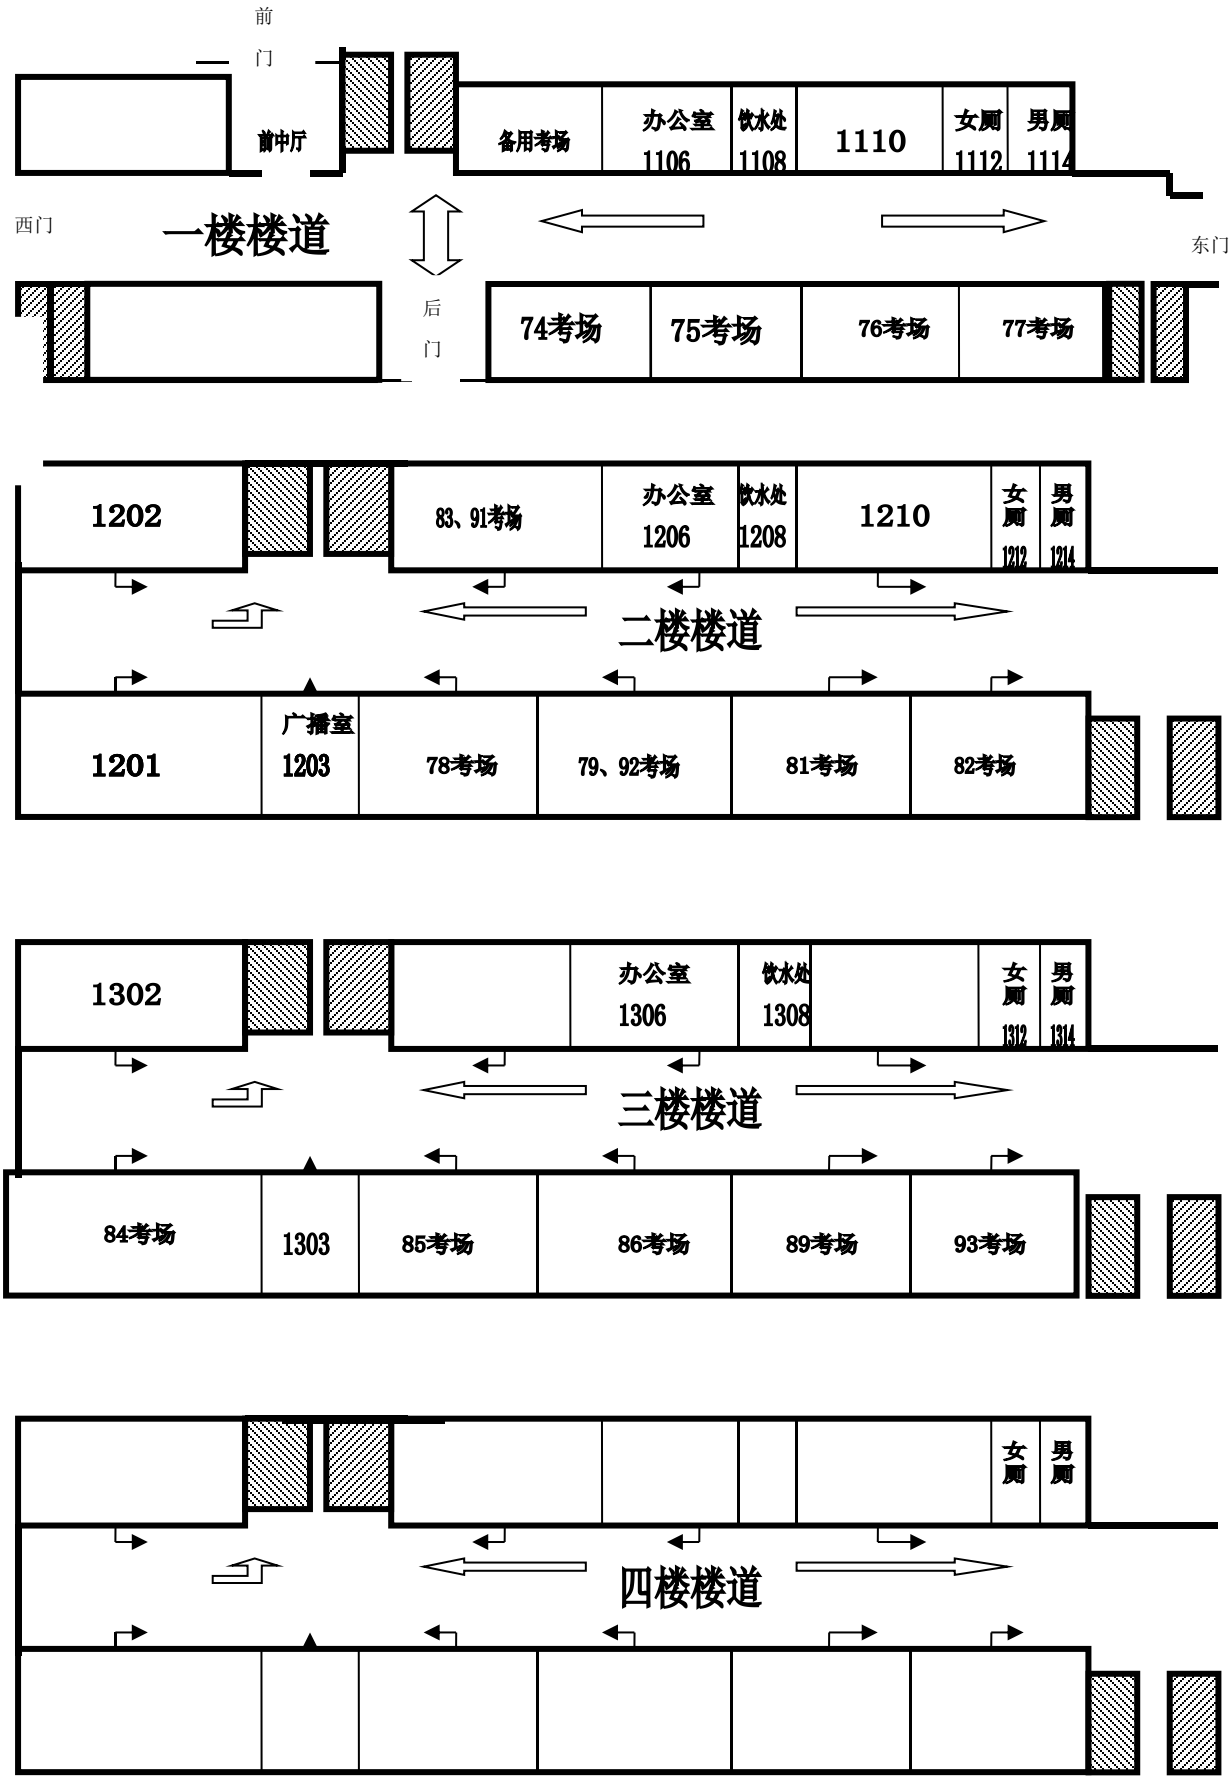 前
门
前中厅
备用考场
办公室
1106
饮水处
1108
1110
女厕
1112
男厕
1114
西门
一楼楼道
东门
后
门
74考场
75考场
76考场
77考场
1202
83、91考场
办公室
1206
饮水处
1208
1210
女
厕
1212
男
厕
1214
二楼楼道
1201
广播室
1203
78考场
79、92考场
81考场
82考场
1302
办公室
1306
饮水处
1308
女
厕
1312
男
厕
1314
三楼楼道
84考场
1303
85考场
86考场
89考场
93考场
女
厕
男
厕
四楼楼道